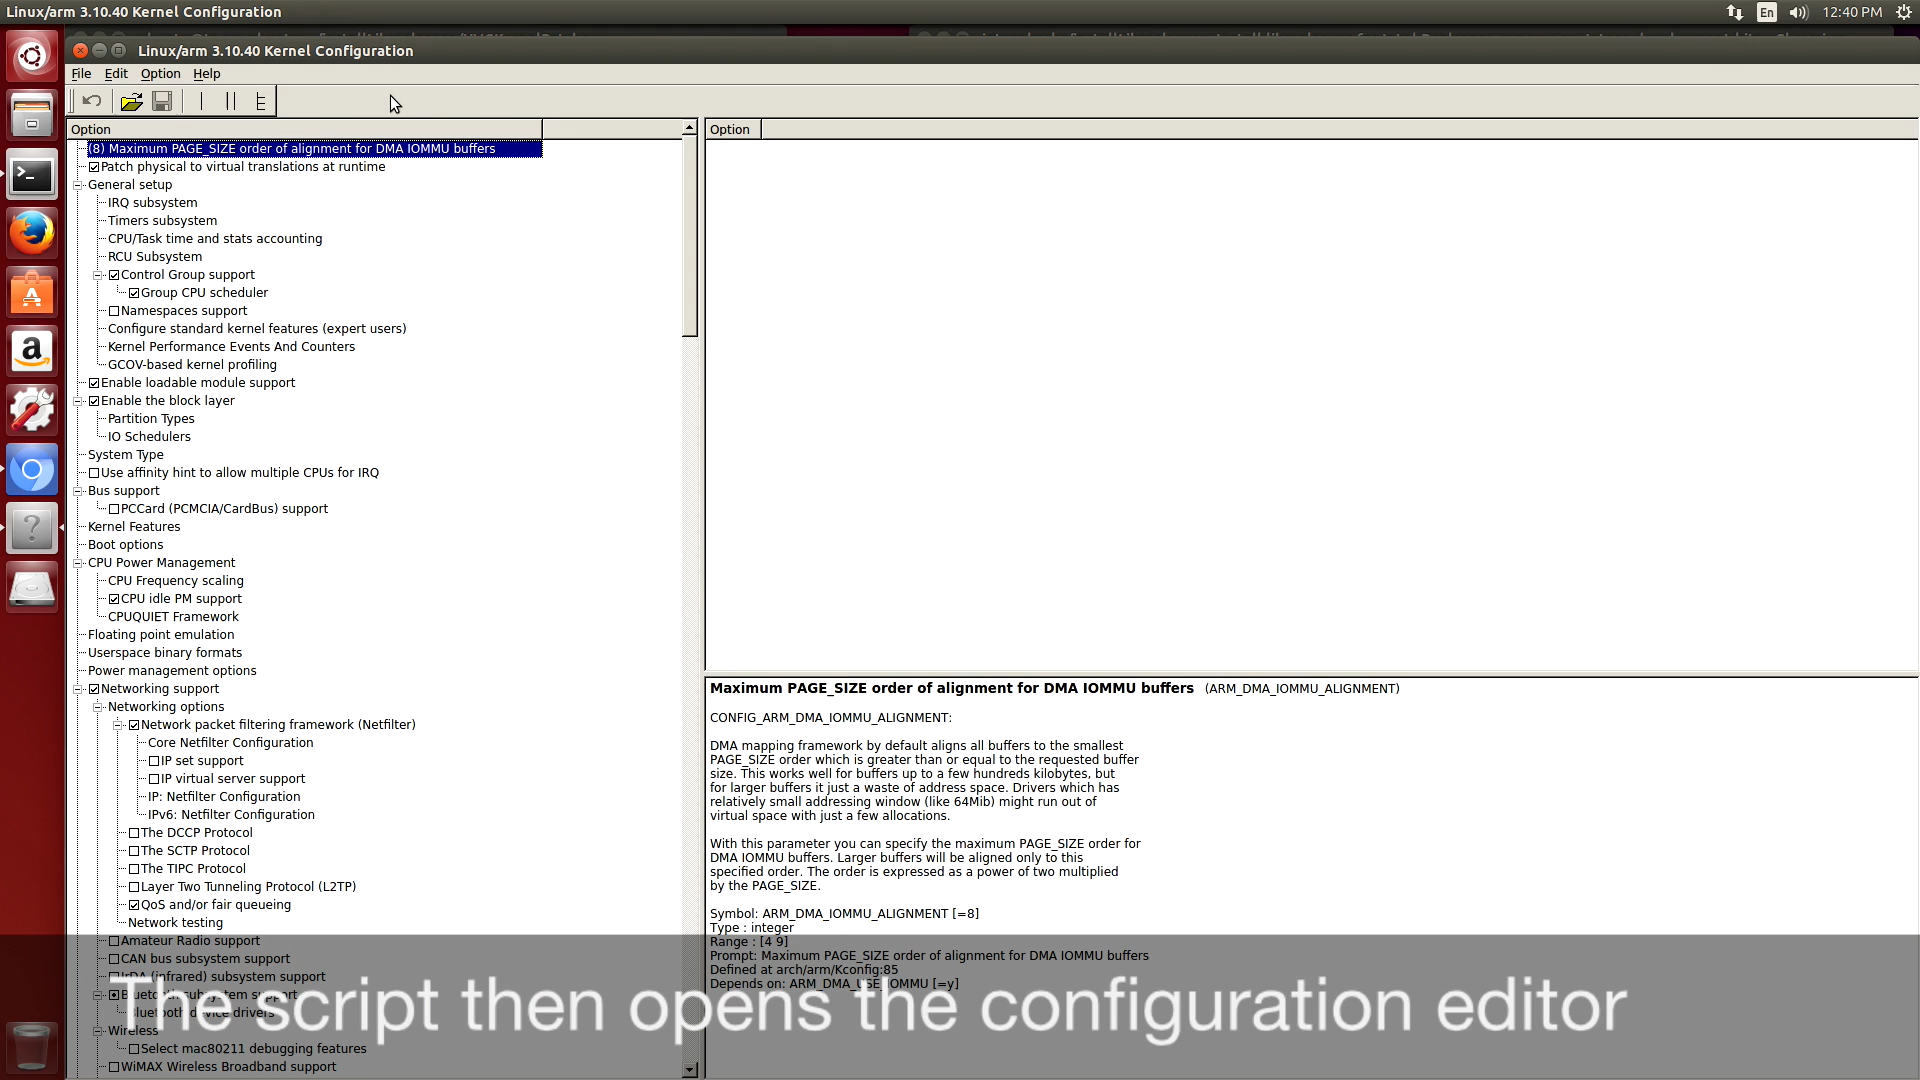 Linux/arm 3.10.40 Kernel Configuration
En
12:40 PM
Linux/arm 3.10.40 Kernel Configuration
File Edit Option Help
Option
(8) Maximum PAGE_SIZE order of alignment for DMA IOMMU buffers
Patch physical to virtual translations at runtime
General setup
IRQ subsystem
Timers subsystem
CPU/Task time and stats accounting
RCU Subsystem
Control Group support
Group CPU scheduler
Namespaces support
Configure standard kernel features (expert users)
Kernel Performance Events And Counters
GCOV-based kernel profiling
Enable loadable module support
Enable the block layer
Partition Types
IO Schedulers
System Type
Use affinity hint to allow multiple CPUs for IRQ
Bus support
PCCard (PCMCIA/CardBus) support
Kernel Features
Boot options
CPU Power Management
CPU Frequency scaling
CPU idle PM support
CPUQUIET Framework
Floating point emulation
Userspace binary formats
Power management options
Networking support
Networking options
Network packet filtering framework (Netfilter)
Core Netfilter Configuration
IP set support
IP virtual server support
IP: Netfilter Configuration
IPv6: Netfilter Configuration
The DCCP Protocol
The SCTP Protocol
The TIPC Protocol
Layer Two Tunneling Protocol (L2TP)
QoS and/or fair queueing
Network testing
Amateur Radio support
CAN bus subsystem support
IrDA (infrared) subsystem support
Bluetooth subsystem support
Bluetooth device drivers
Wireless
Select mac80211 debugging features
WiMAX Wireless Broadband support
Option
Maximum PAGE_SIZE order of alignment for DMA IOMMU buffers (ARM_DMA_IOMMU_ALIGNMENT)
CONFIG_ARM_DMA_IOMMU_ALIGNMENT:
DMA mapping framework by default aligns all buffers to the smallest
PAGE_SIZE order which is greater than or equal to the requested buffer
size. This works well for buffers up to a few hundreds kilobytes, but
for larger buffers it just a waste of address space. Drivers which has
relatively small addressing window (like 64Mib) might run out of
virtual space with just a few allocations.
With this parameter you can specify the maximum PAGE_SIZE order for
DMA IOMMU buffers. Larger buffers will be aligned only to this
specified order. The order is expressed as a power of two multiplied
by the PAGE_SIZE.
Symbol: ARM_DMA_IOMMU_ALIGNMENT [=8]
Type : integer
Range : [4 9]
Prompt: Maximum PAGE_SIZE order of alignment for DMA IOMMU buffers
Defined at arch/arm/Kconfig:85
Depends on: ARM_DMA_USE_IOMMU [=y]
The script then opens the configuration editor